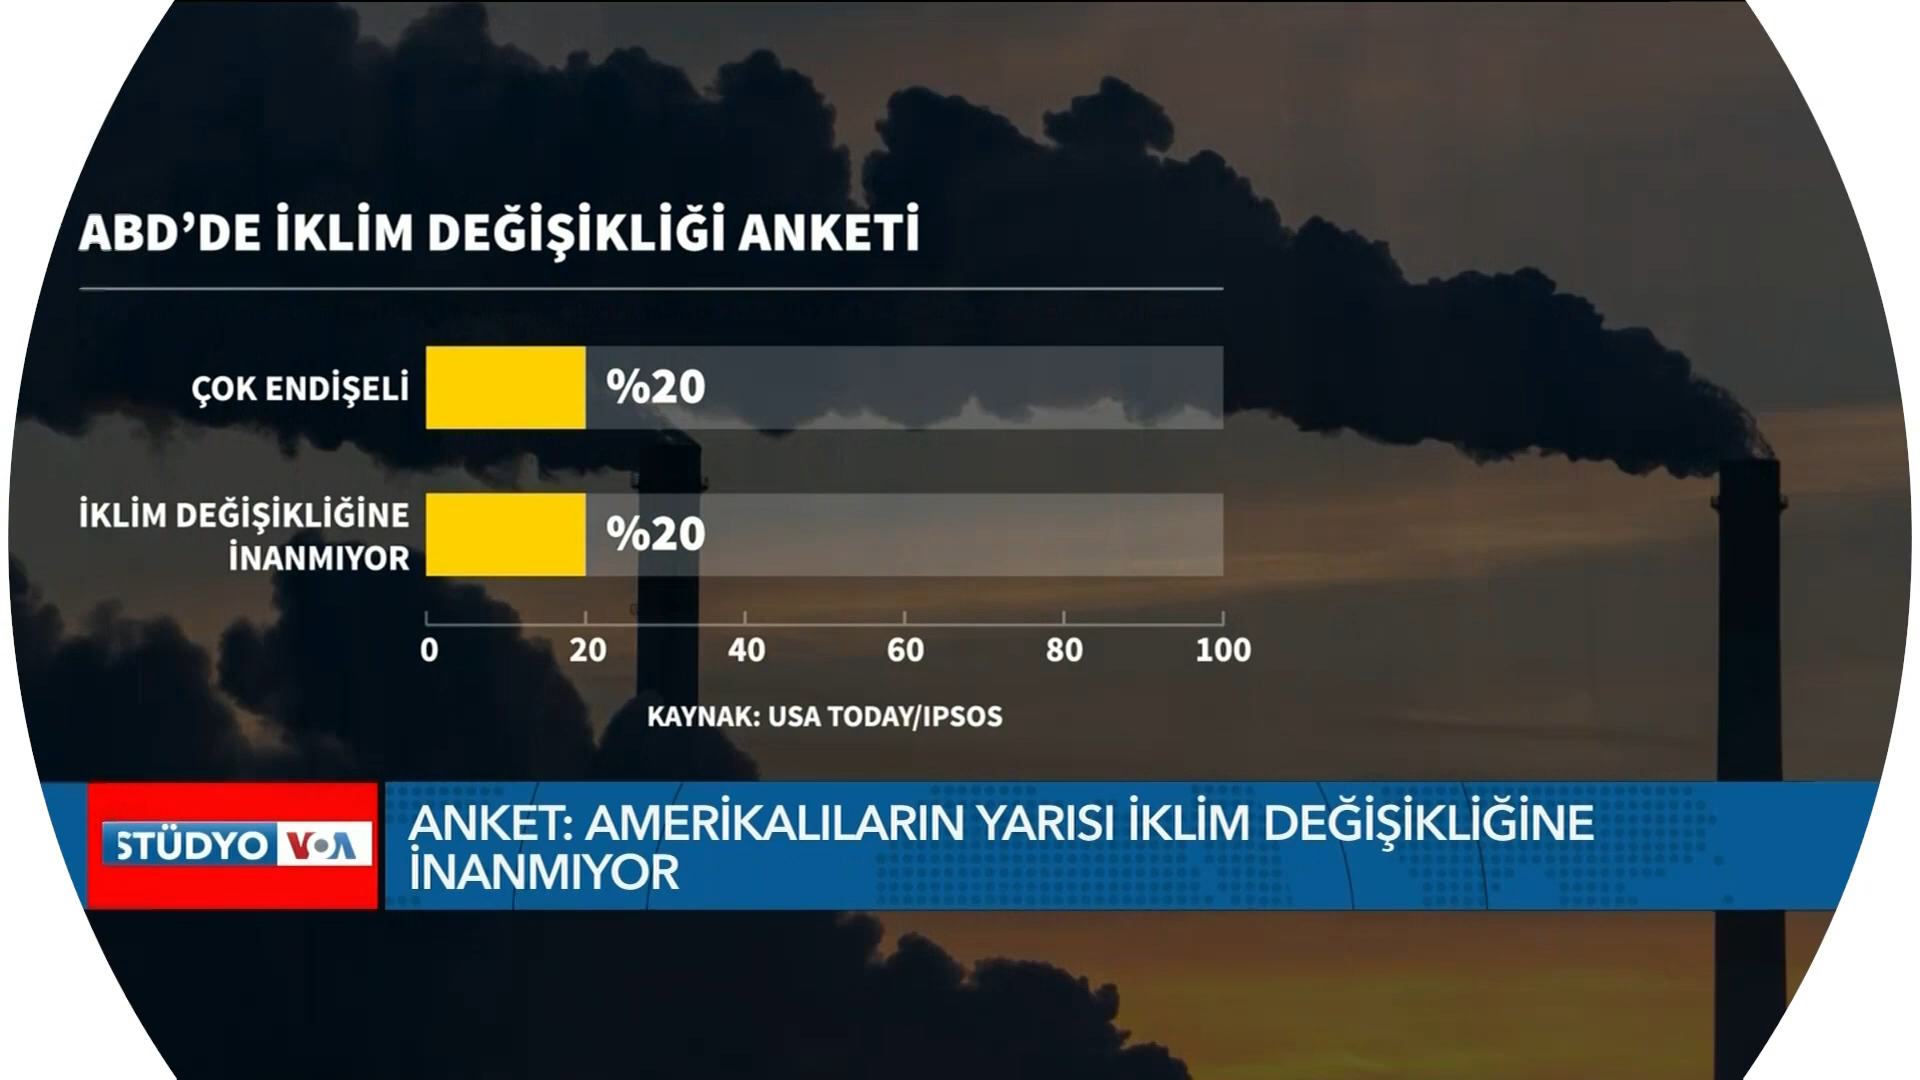 ABD'DE İKLİM DEĞİŞİKLİĞİ ANKETİ
ÇOK ENDİŞELİ
%20
İKLİM DEĞİŞİKLİĞİNE
İNANMIYOR
%20
0 20 40 60 80 100
KAYNAK: USA TODAY/IPSOS
STÜDYO VOA
ANKET: AMERİKALILARIN YARISI İKLİM DEĞİŞİKLİĞİNE
İNANMIYOR